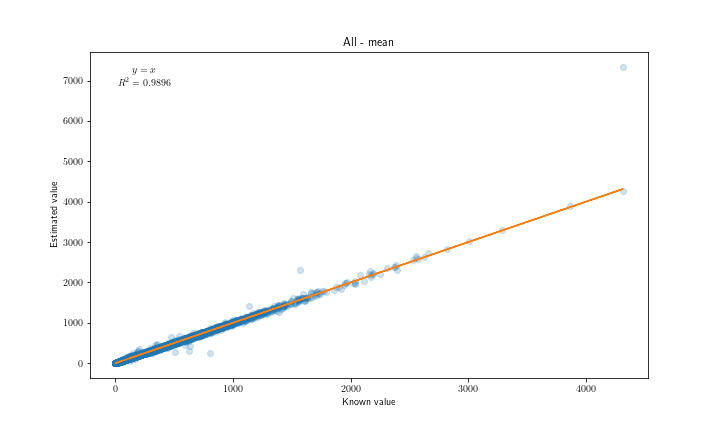 All - mean
y = x
R² = 0.9896
7000
6000
5000
4000
3000
2000
1000
0
Estimated value
0 1000 2000 3000 4000
Known value